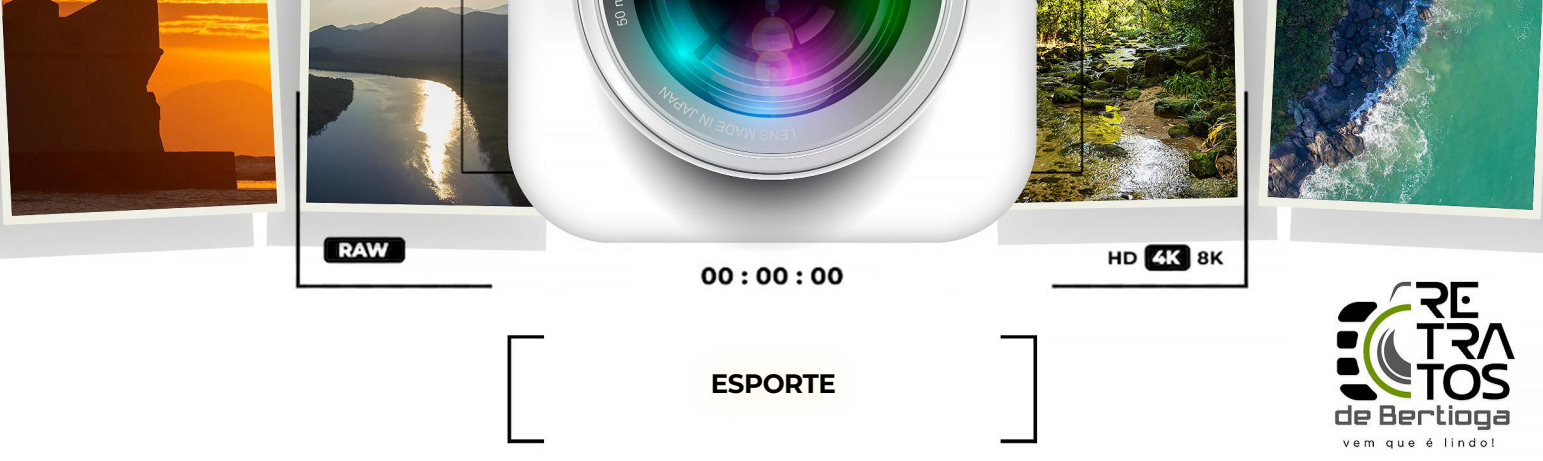 50 m
LENS MADE IN JAPAN
RAW
HD 4K 8K
00 : 00 : 00
ESPORTE
RE
TRA
TOS
de Bertioga
vem que é lindo!